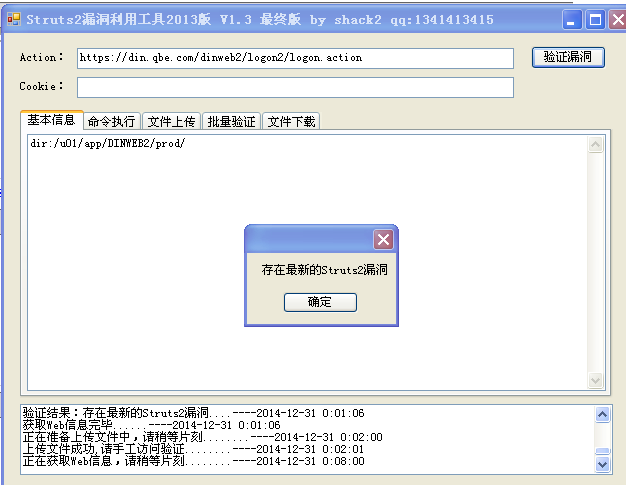 Struts2漏洞利用工具2013版 V1.3 最终版 by shack2 qq:1341413415
Action: https://din.qbe.com/dinweb2/logon2/logon.action 验证漏洞
Cookie:
基本信息 命令执行 文件上传 批量验证 文件下载
dir:/u01/app/DINWEB2/prod/
存在最新的Struts2漏洞
确定
验证结果：存在最新的Struts2漏洞....----2014-12-31 0:01:06
获取Web信息完毕......----2014-12-31 0:01:06
正在准备上传文件中，请稍等片刻........----2014-12-31 0:02:00
上传文件成功,请手工访问验证........----2014-12-31 0:02:01
正在获取Web信息，请稍等片刻........----2014-12-31 0:08:00